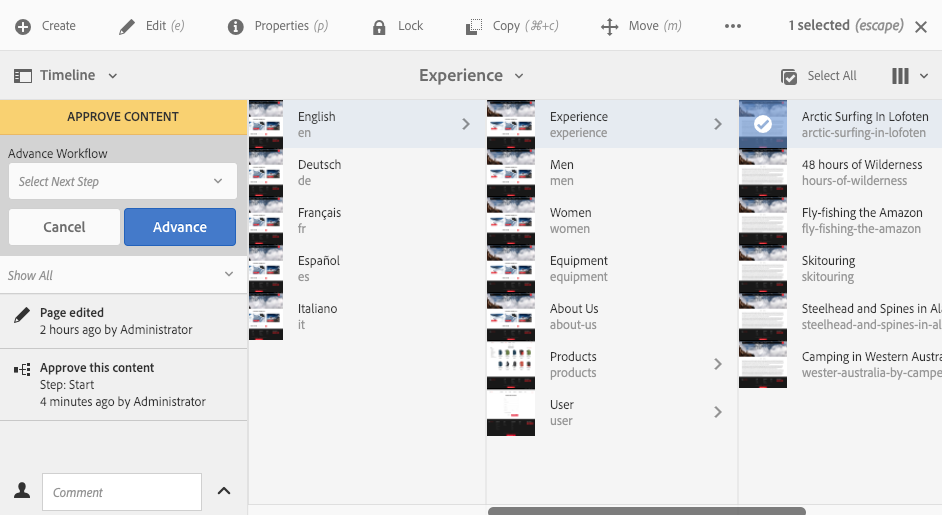 Create
Edit (e)
Properties (p)
Lock
Copy (⌘+c)
Move (m)
1 selected (escape)
Timeline
Experience
Select All
APPROVE CONTENT
Advance Workflow
Select Next Step
Cancel
Advance
Show All
Page edited
2 hours ago by Administrator
Approve this content
Step: Start
4 minutes ago by Administrator
Comment
English
en
Deutsch
de
Français
fr
Español
es
Italiano
it
Experience
experience
Men
men
Women
women
Equipment
equipment
About Us
about-us
Products
products
User
user
Arctic Surfing In Lofoten
arctic-surfing-in-lofoten
48 hours of Wilderness
hours-of-wilderness
Fly-fishing the Amazon
fly-fishing-the-amazon
Skitouring
skitouring
Steelhead and Spines in Al
steelhead-and-spines-in-al
Camping in Western Austra
wester-australia-by-campe